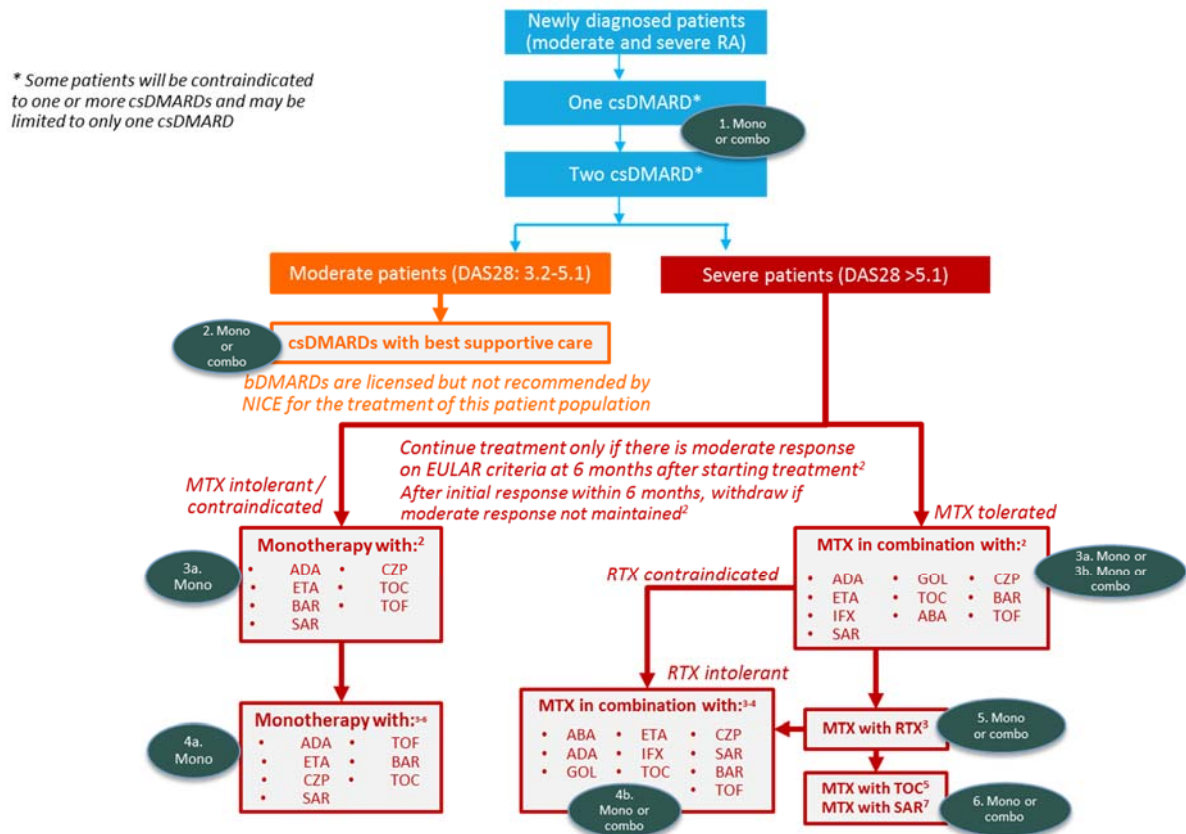 Newly diagnosed patients
(moderate and severe RA)
* Some patients will be contraindicated
to one or more csDMARDs and may be
limited to only one csDMARD
One csDMARD*
1. Mono
or combo
Two csDMARD*
Moderate patients (DAS28: 3.2-5.1)
Severe patients (DAS28 >5.1)
2. Mono
or
combo
csDMARDs with best supportive care
bDMARDs are licensed but not recommended by
NICE for the treatment of this patient population
Continue treatment only if there is moderate response
on EULAR criteria at 6 months after starting treatment²
After initial response within 6 months, withdraw if
moderate response not maintained²
MTX intolerant/
contraindicated
MTX tolerated
3a.
Mono
Monotherapy with:²
• ADA • CZP
• ETA • TOC
• BAR • TOF
• SAR
RTX contraindicated
MTX in combination with:²
• ADA • GOL • CZP
• ETA • TOC • BAR
• IFX • ABA • TOF
• SAR
3a. Mono or
3b. Mono or
combo
4a.
Mono
Monotherapy with:³⁻⁶
• ADA • TOF
• ETA • BAR
• CZP • TOC
• SAR
RTX intolerant
MTX in combination with:³⁻⁴
• ABA • ETA • CZP
• ADA • IFX • SAR
• GOL • TOC • BAR
• TOF
4b.
Mono or
combo
MTX with RTX³
5. Mono
or combo
MTX with TOC⁵
MTX with SAR⁷
6. Mono or
combo